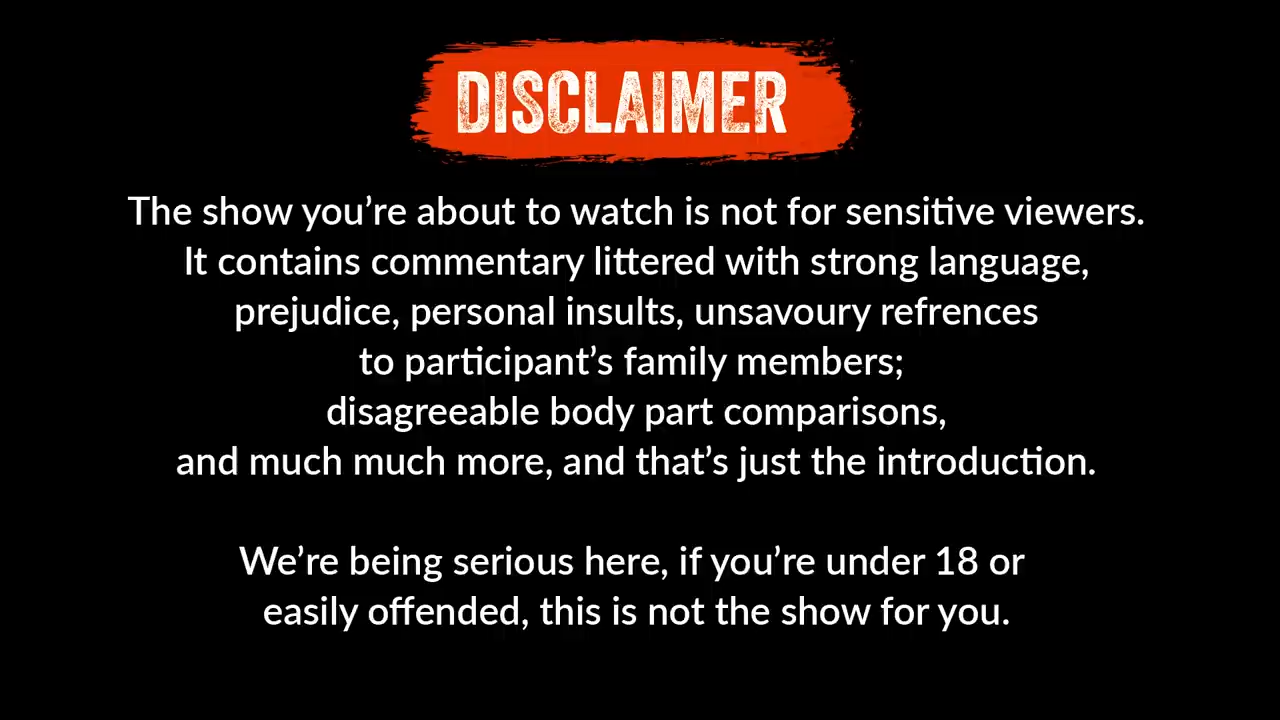 DISCLAIMER
The show you’re about to watch is not for sensitive viewers.
It contains commentary littered with strong language,
prejudice, personal insults, unsavoury refrences
to participant’s family members;
disagreeable body part comparisons,
and much much more, and that’s just the introduction.
We’re being serious here, if you’re under 18 or
easily offended, this is not the show for you.